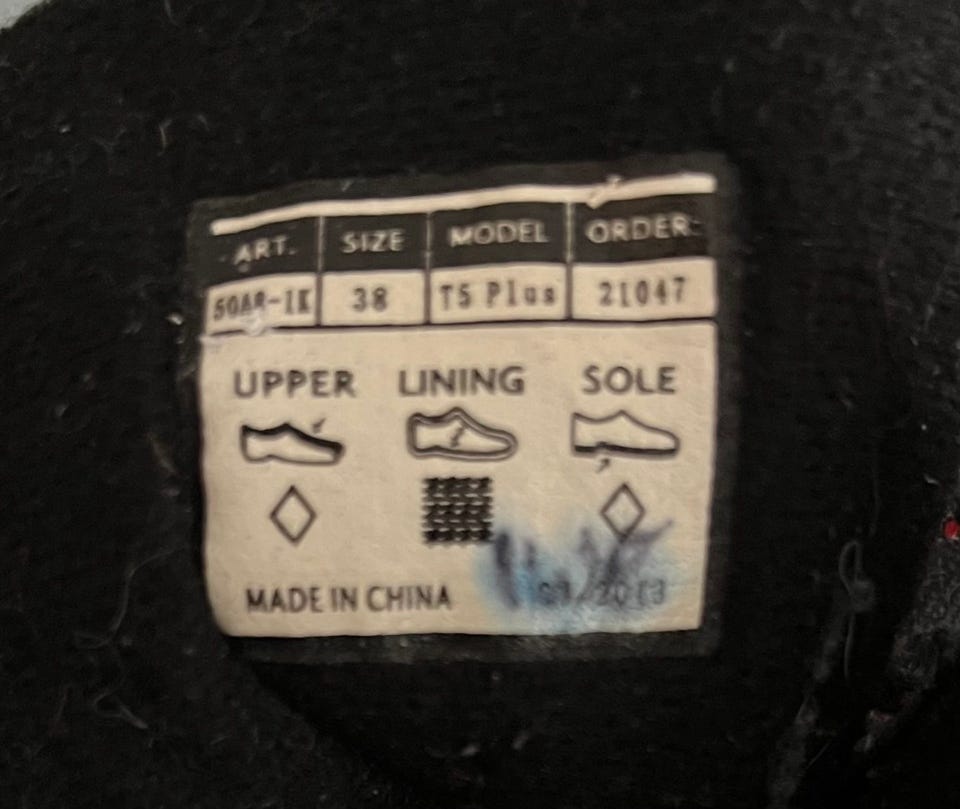 ART. SIZE MODEL ORDER:
38 T5 Plus 21047
UPPER LINING SOLE
MADE IN CHINA